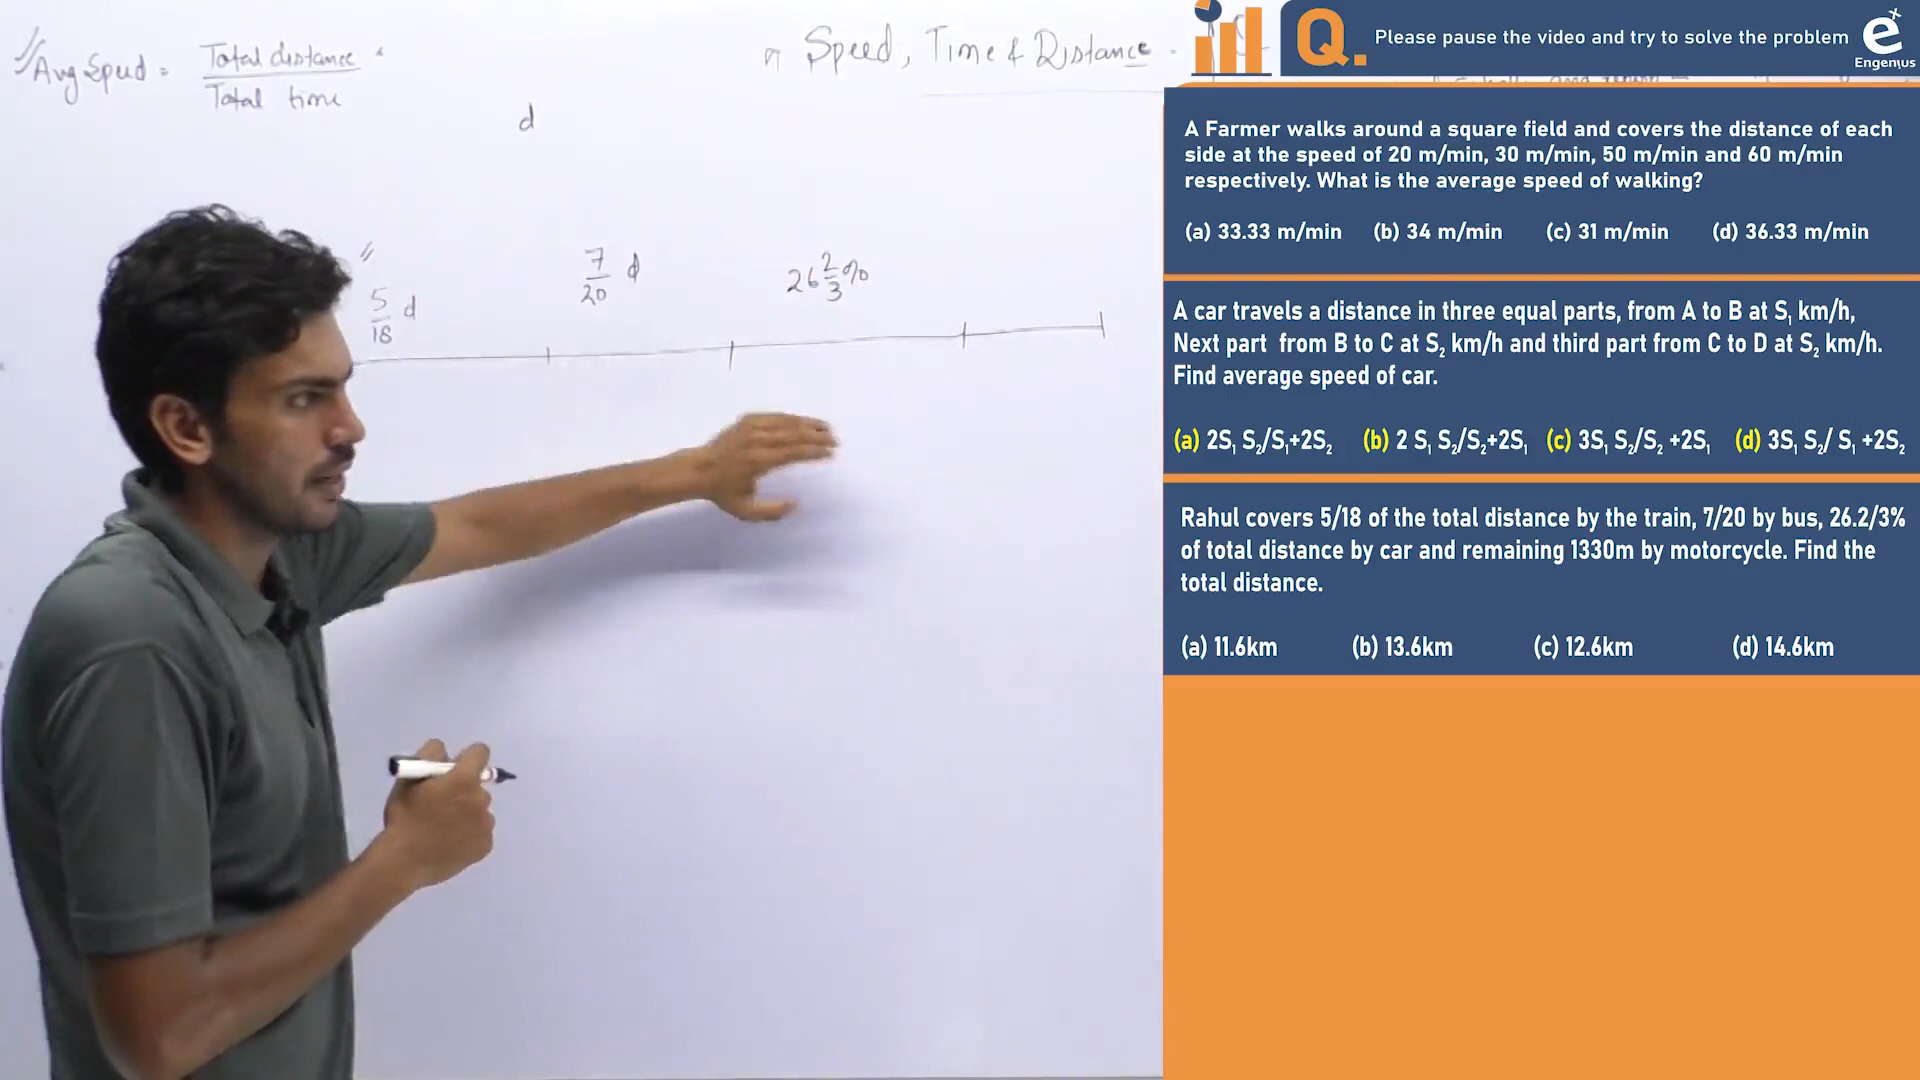 Avg Speed = Total distance
Total time
Speed, Time & Distance
d
5/18 d
7/20 d
26 2/3 %
Q. Please pause the video and try to solve the problem
Engenius
A Farmer walks around a square field and covers the distance of each
side at the speed of 20 m/min, 30 m/min, 50 m/min and 60 m/min
respectively. What is the average speed of walking?
(a) 33.33 m/min (b) 34 m/min (c) 31 m/min (d) 36.33 m/min
A car travels a distance in three equal parts, from A to B at S₁ km/h,
Next part from B to C at S₂ km/h and third part from C to D at S₂ km/h.
Find average speed of car.
(a) 2S₁ S₂/S₁+2S₂ (b) 2 S₁ S₂/S₂+2S₁ (c) 3S₁ S₂/S₂ +2S₁ (d) 3S₁ S₂/ S₁ +2S₂
Rahul covers 5/18 of the total distance by the train, 7/20 by bus, 26.2/3%
of total distance by car and remaining 1330m by motorcycle. Find the
total distance.
(a) 11.6km (b) 13.6km (c) 12.6km (d) 14.6km